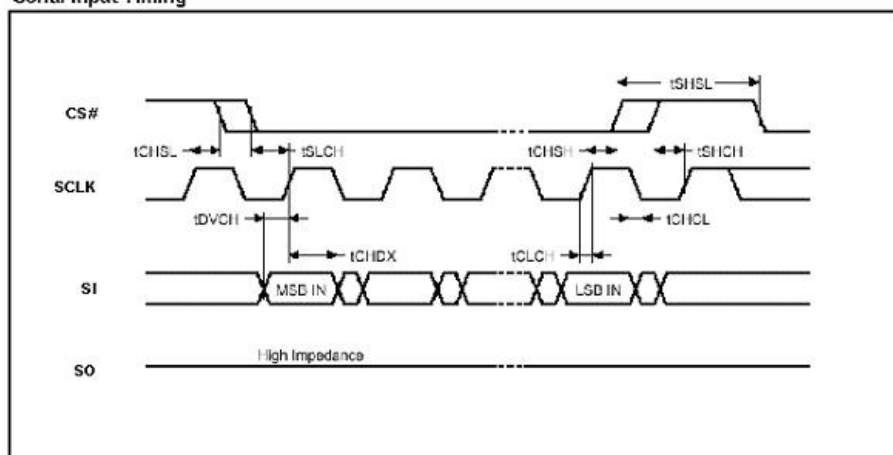 Serial Input Timing
tSHSL
CS#
tCHSL
tSLCH
tCHSH
tSHCH
SCLK
tDVCH
tCHCL
tCHDX
tCLCH
SI
MSB IN
LSB IN
High Impedance
SO